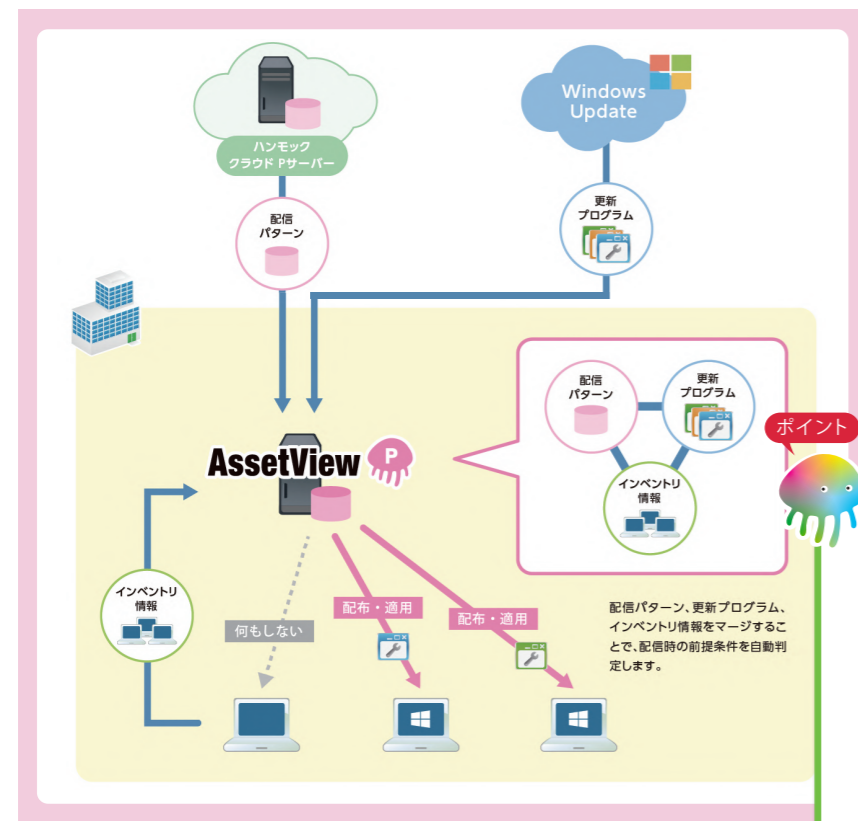 ハンモック
クラウド Pサーバー
Windows
Update
配信
パターン
更新
プログラム
配信
パターン
更新
プログラム
インベントリ
情報
ポイント
AssetView P
インベントリ
情報
何もしない
配布・適用
配布・適用
配信パターン、更新プログラム、
インベントリ情報をマージするこ
とで、配信時の前提条件を自動判
定します。